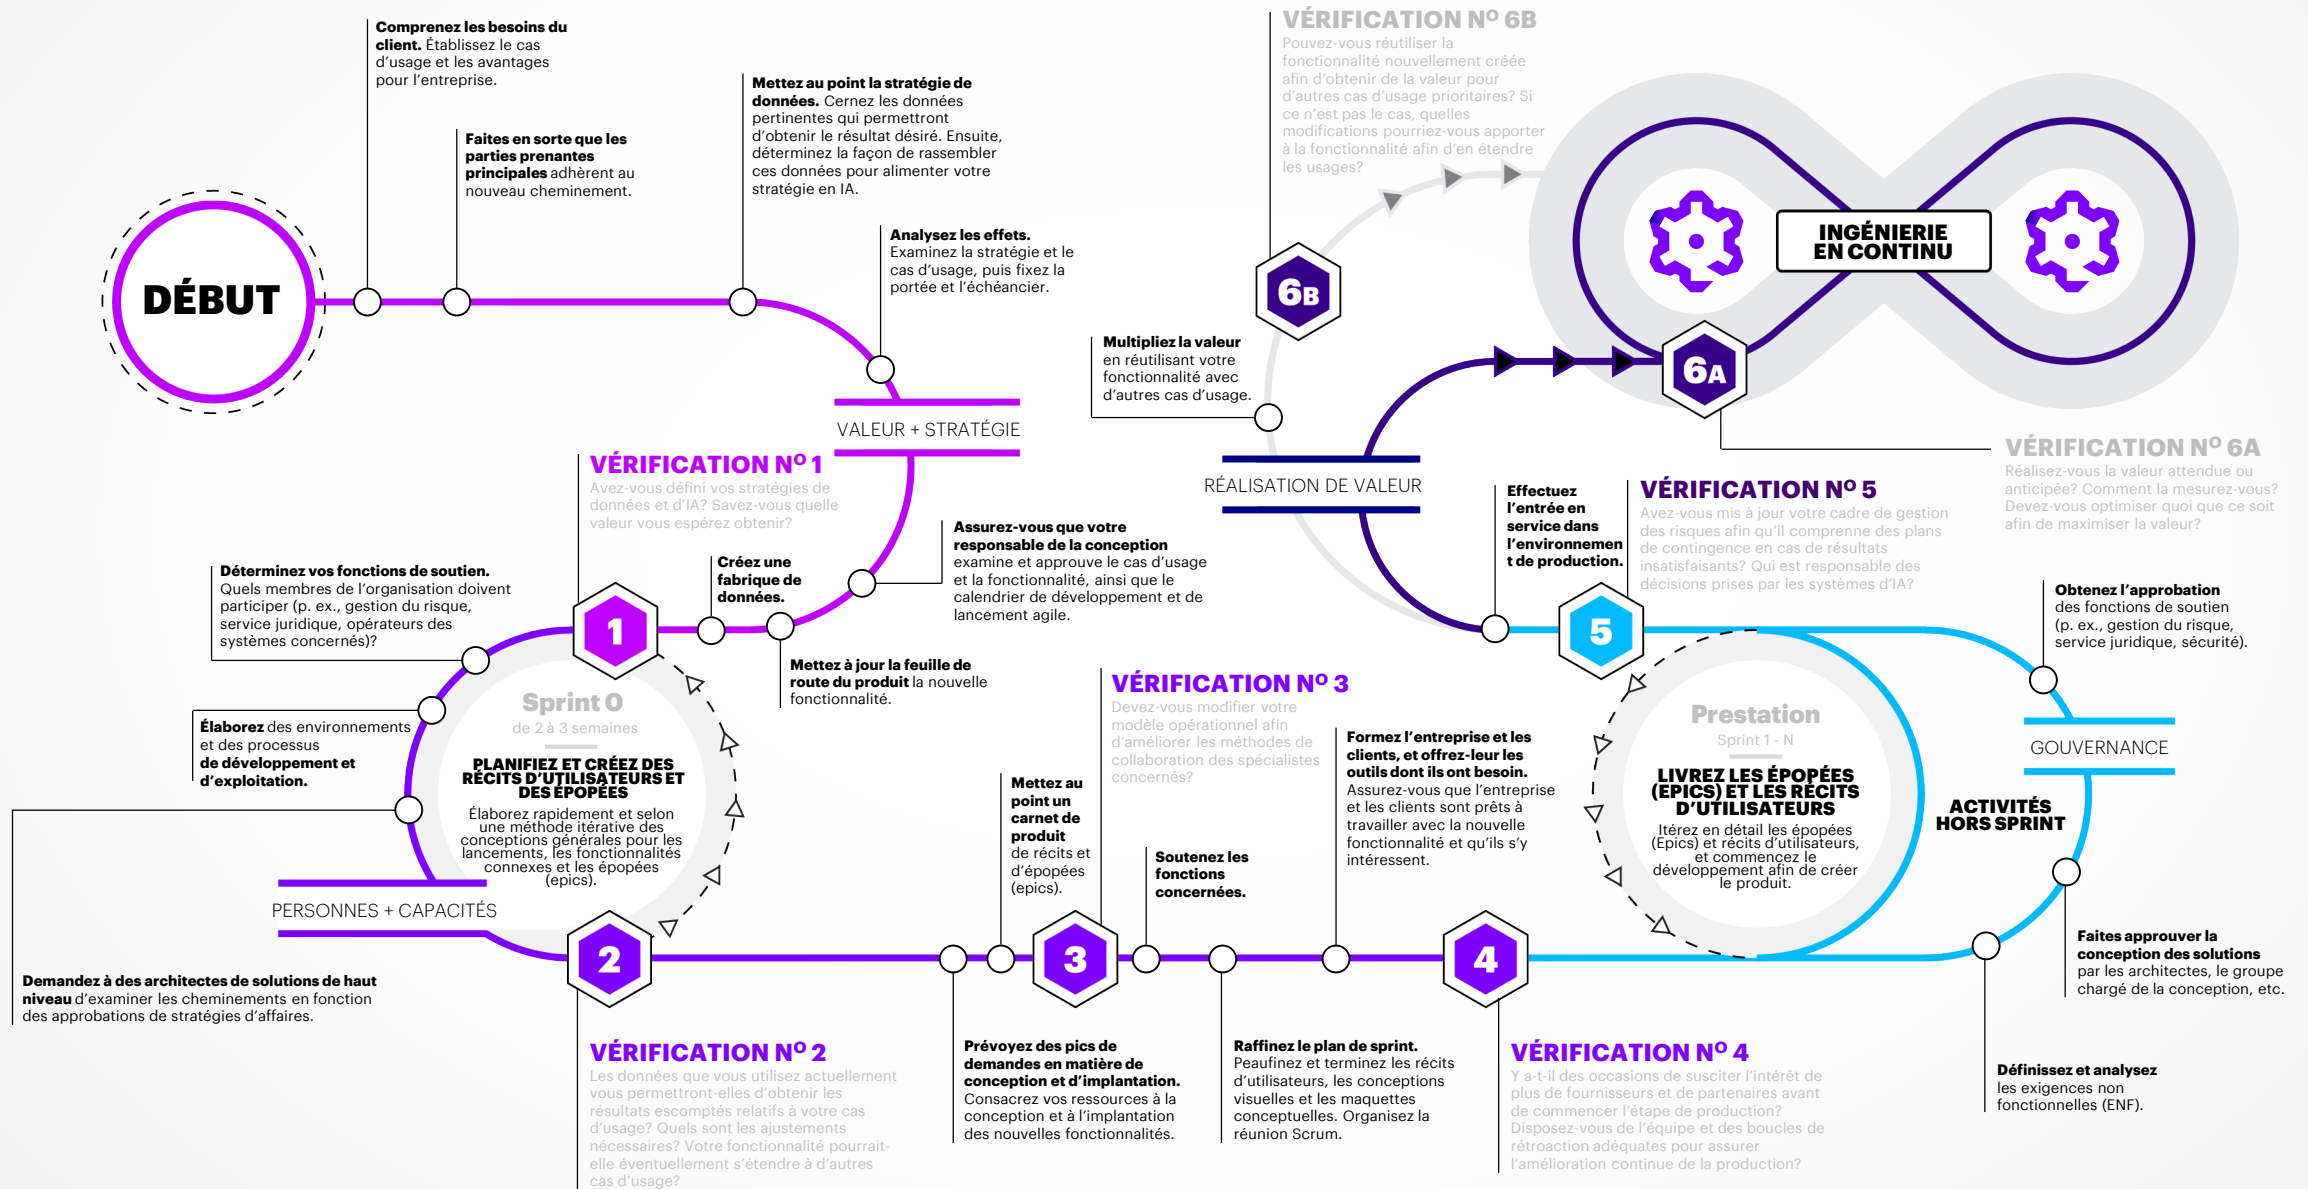 DÉBUT
Comprenez les besoins du
client. Établissez le cas
d'usage et les avantages
pour l'entreprise.
Faites en sorte que les
parties prenantes
principales adhèrent au
nouveau cheminement.
Mettez au point la stratégie de
données. Cernez les données
pertinentes qui permettront
d'obtenir le résultat désiré. Ensuite,
déterminez la façon de rassembler
ces données pour alimenter votre
stratégie en IA.
Analysez les effets.
Examinez la stratégie et le
cas d'usage, puis fixez la
portée et l'échéancier.
VALEUR + STRATÉGIE
Assurez-vous que votre
responsable de la conception
examine et approuve le cas d'usage
et la fonctionnalité, ainsi que le
calendrier de développement et de
lancement agile.
Mettez à jour la feuille de
route du produit la nouvelle
fonctionnalité.
Créez une
fabrique de
données.
VÉRIFICATION Nº 1
Avez-vous défini vos stratégies de
données et d'IA? Savez-vous quelle
valeur vous espérez obtenir?
1
Déterminez vos fonctions de soutien.
Quels membres de l'organisation doivent
participer (p. ex., gestion du risque,
service juridique, opérateurs des
systèmes concernés)?
Élaborez des environnements
et des processus
de développement et
d'exploitation.
Demandez à des architectes de solutions de haut
niveau d'examiner les cheminements en fonction
des approbations de stratégies d'affaires.
PERSONNES + CAPACITÉS
Sprint 0
de 2 à 3 semaines
PLANIFIEZ ET CRÉEZ DES
RÉCITS D'UTILISATEURS ET
DES ÉPOPÉES
Élaborez rapidement et selon
une méthode itérative des
conceptions générales pour les
lancements, les fonctionnalités
connexes et les épopées
(epics).
2
VÉRIFICATION Nº 2
Les données que vous utilisez actuellement
vous permettront-elles d'obtenir les
résultats escomptés relatifs à votre cas
d'usage? Quels sont les ajustements
nécessaires? Votre fonctionnalité pourrait-
elle éventuellement s'étendre à d'autres
cas d'usage?
Prévoyez des pics de
demandes en matière de
conception et d'implantation.
Consacrez vos ressources à la
conception et à l'implantation
des nouvelles fonctionnalités.
Mettez au
point un
carnet de
produit
de récits et
d'épopées
(epics).
3
VÉRIFICATION Nº 3
Devez-vous modifier votre
modèle opérationnel afin
d'améliorer les méthodes de
collaboration des spécialistes
concernés?
Soutenez les
fonctions
concernées.
Raffinez le plan de sprint.
Peaufinez et terminez les récits
d'utilisateurs, les conceptions
visuelles et les maquettes
conceptuelles. Organisez la
réunion Scrum.
Formez l'entreprise et les
clients, et offrez-leur les
outils dont ils ont besoin.
Assurez-vous que l'entreprise
et les clients sont prêts à
travailler avec la nouvelle
fonctionnalité et qu'ils s'y
intéressent.
4
VÉRIFICATION Nº 4
Y a-t-il des occasions de susciter l'intérêt de
plus de fournisseurs et de partenaires avant
de commencer l'étape de production?
Disposez-vous de l'équipe et des boucles de
rétroaction adéquates pour assurer
l'amélioration continue de la production?
Prestation
Sprint 1 - N
LIVREZ LES ÉPOPÉES
(EPICS) ET LES RÉCITS
D'UTILISATEURS
Itérez en détail les épopées
(Epics) et récits d'utilisateurs,
et commencez le
développement afin de créer
le produit.
ACTIVITÉS
HORS SPRINT
Définissez et analysez
les exigences non
fonctionnelles (ENF).
Faites approuver la
conception des solutions
par les architectes, le groupe
chargé de la conception, etc.
GOUVERNANCE
Obtenez l'approbation
des fonctions de soutien
(p. ex., gestion du risque,
service juridique, sécurité).
5
VÉRIFICATION Nº 5
Avez-vous mis à jour votre cadre de gestion
des risques afin qu'il comprenne des plans
de contingence en cas de résultats
insatisfaisants? Qui est responsable des
décisions prises par les systèmes d'IA?
Effectuez
l'entrée en
service dans
l'environnemen
t de production.
RÉALISATION DE VALEUR
Multipliez la valeur
en réutilisant votre
fonctionnalité avec
d'autres cas d'usage.
6A
VÉRIFICATION Nº 6A
Réalisez-vous la valeur attendue ou
anticipée? Comment la mesurez-vous?
Devez-vous optimiser quoi que ce soit
afin de maximiser la valeur?
6B
VÉRIFICATION Nº 6B
Pouvez-vous réutiliser la
fonctionnalité nouvellement créée
afin d'obtenir de la valeur pour
d'autres cas d'usage prioritaires? Si
ce n'est pas le cas, quelles
modifications pourriez-vous apporter
à la fonctionnalité afin d'en étendre
les usages?
INGÉNIERIE
EN CONTINU